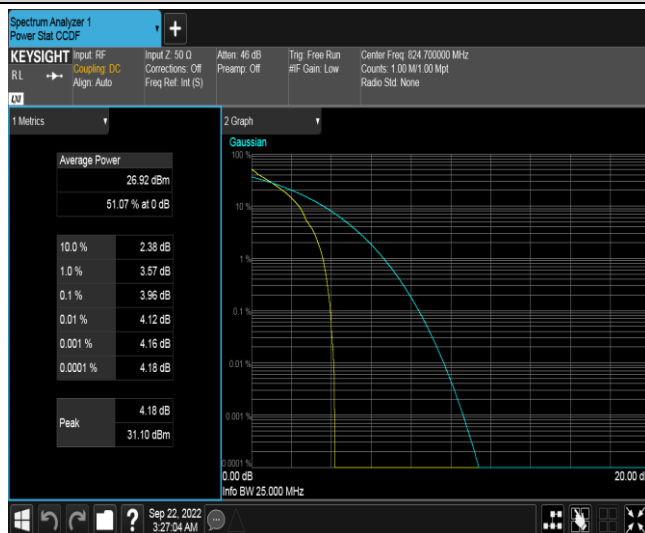 Spectrum Analyzer 1
Power Stat CCDF
+
KEYSIGHT
RL
LXI
Input: RF
Coupling: DC
Align: Auto
Input Z: 50 Ω
Corrections: Off
Freq Ref: Int (S)
Atten: 46 dB
Preamp: Off
Trig: Free Run
#IF Gain: Low
Center Freq: 824.700000 MHz
Counts: 1.00 M/1.00 Mpt
Radio Std: None
1 Metrics
Average Power
26.92 dBm
51.07 % at 0 dB
10.0 % 2.38 dB
1.0 % 3.57 dB
0.1 % 3.96 dB
0.01 % 4.12 dB
0.001 % 4.16 dB
0.0001 % 4.18 dB
Peak 4.18 dB
31.10 dBm
2 Graph
Gaussian
100 %
10 %
1 %
0.1 %
0.01 %
0.001 %
0.0001 %
0.00 dB 20.00 d
Info BW 25.000 MHz
?
Sep 22, 2022
3:27:04 AM